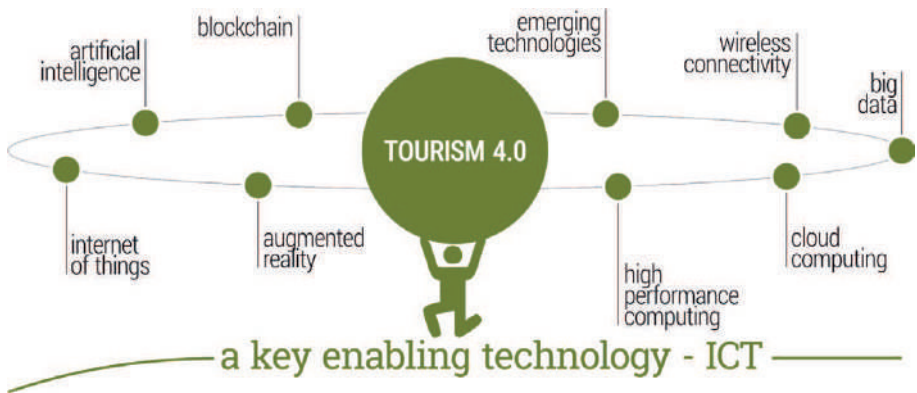 artificial
intelligence
blockchain
emerging
technologies
wireless
connectivity
big
data
TOURISM 4.0
internet
of things
augmented
reality
high
performance
computing
cloud
computing
a key enabling technology - ICT